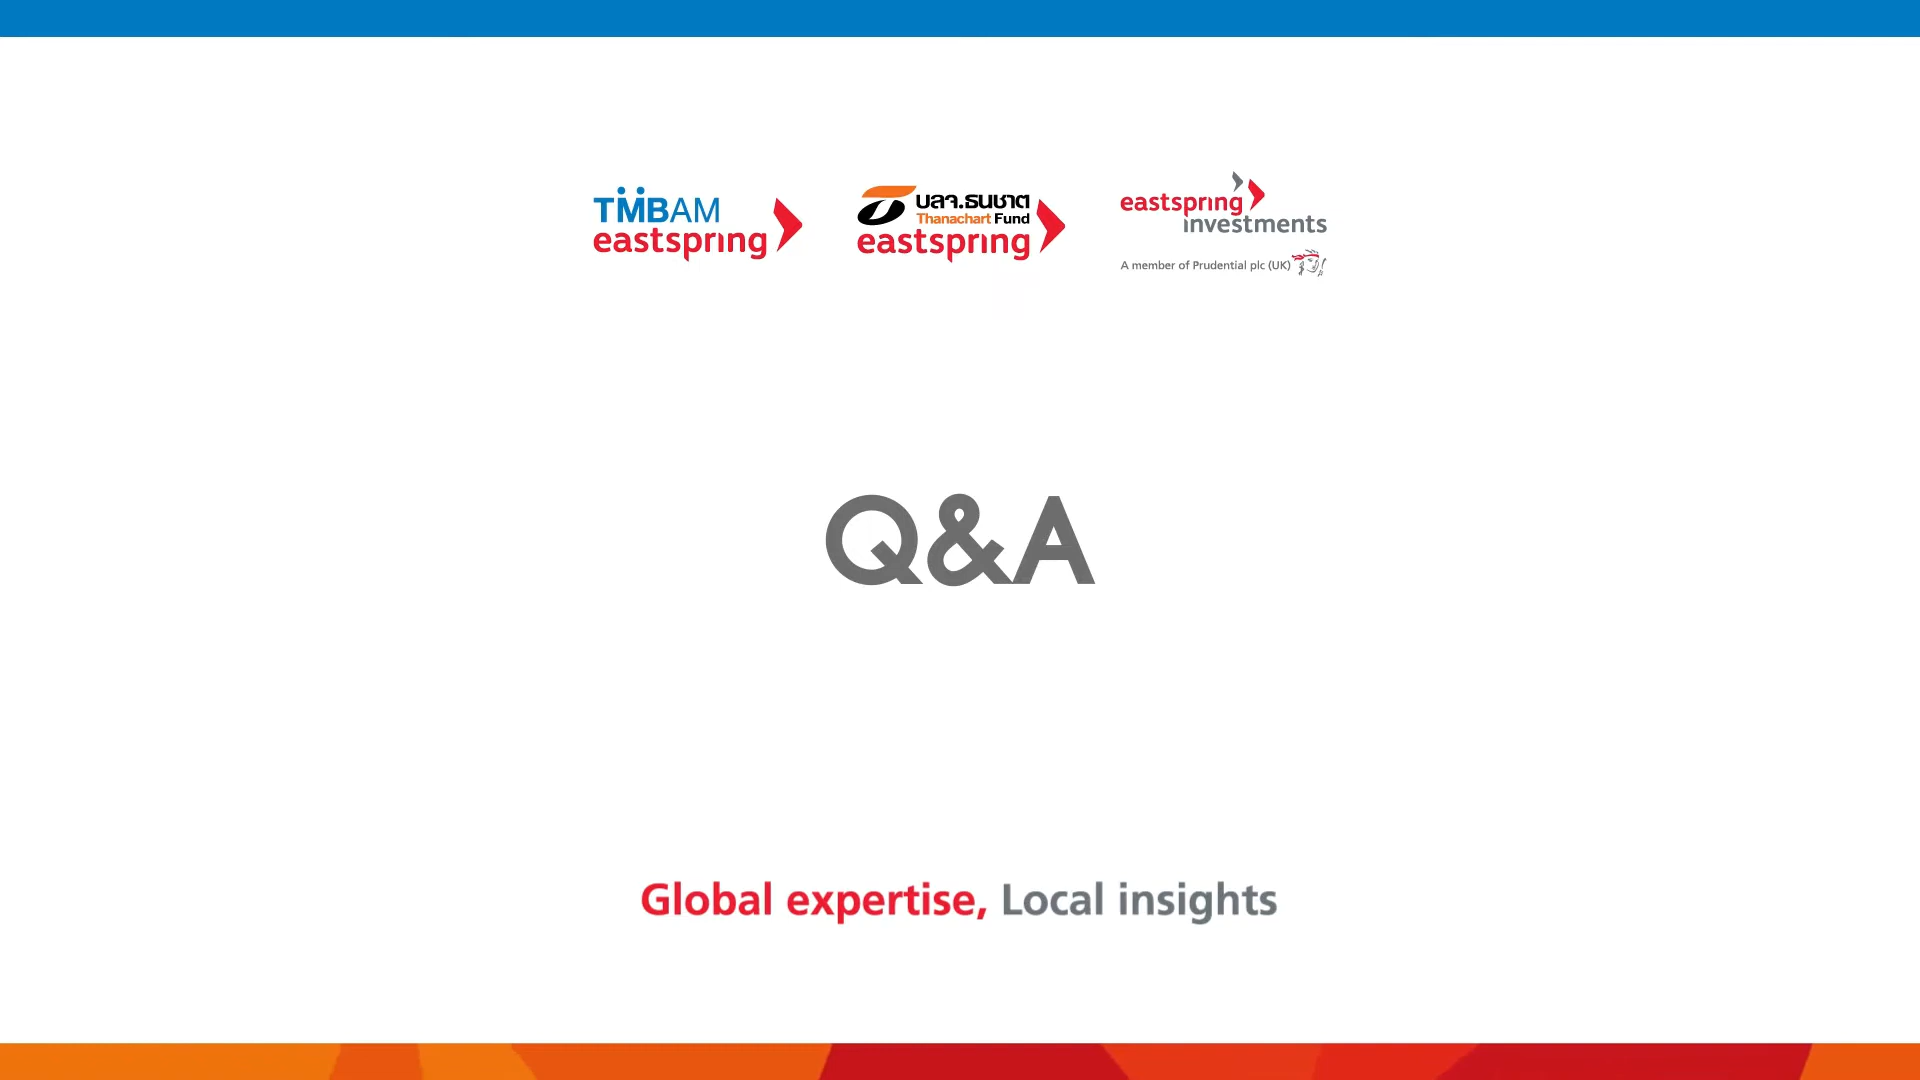 TMBAM
eastspring
บลจ.ธนชาต
Thanachart Fund
eastspring
eastspring
investments
A member of Prudential plc (UK)
Q&A
Global expertise, Local insights